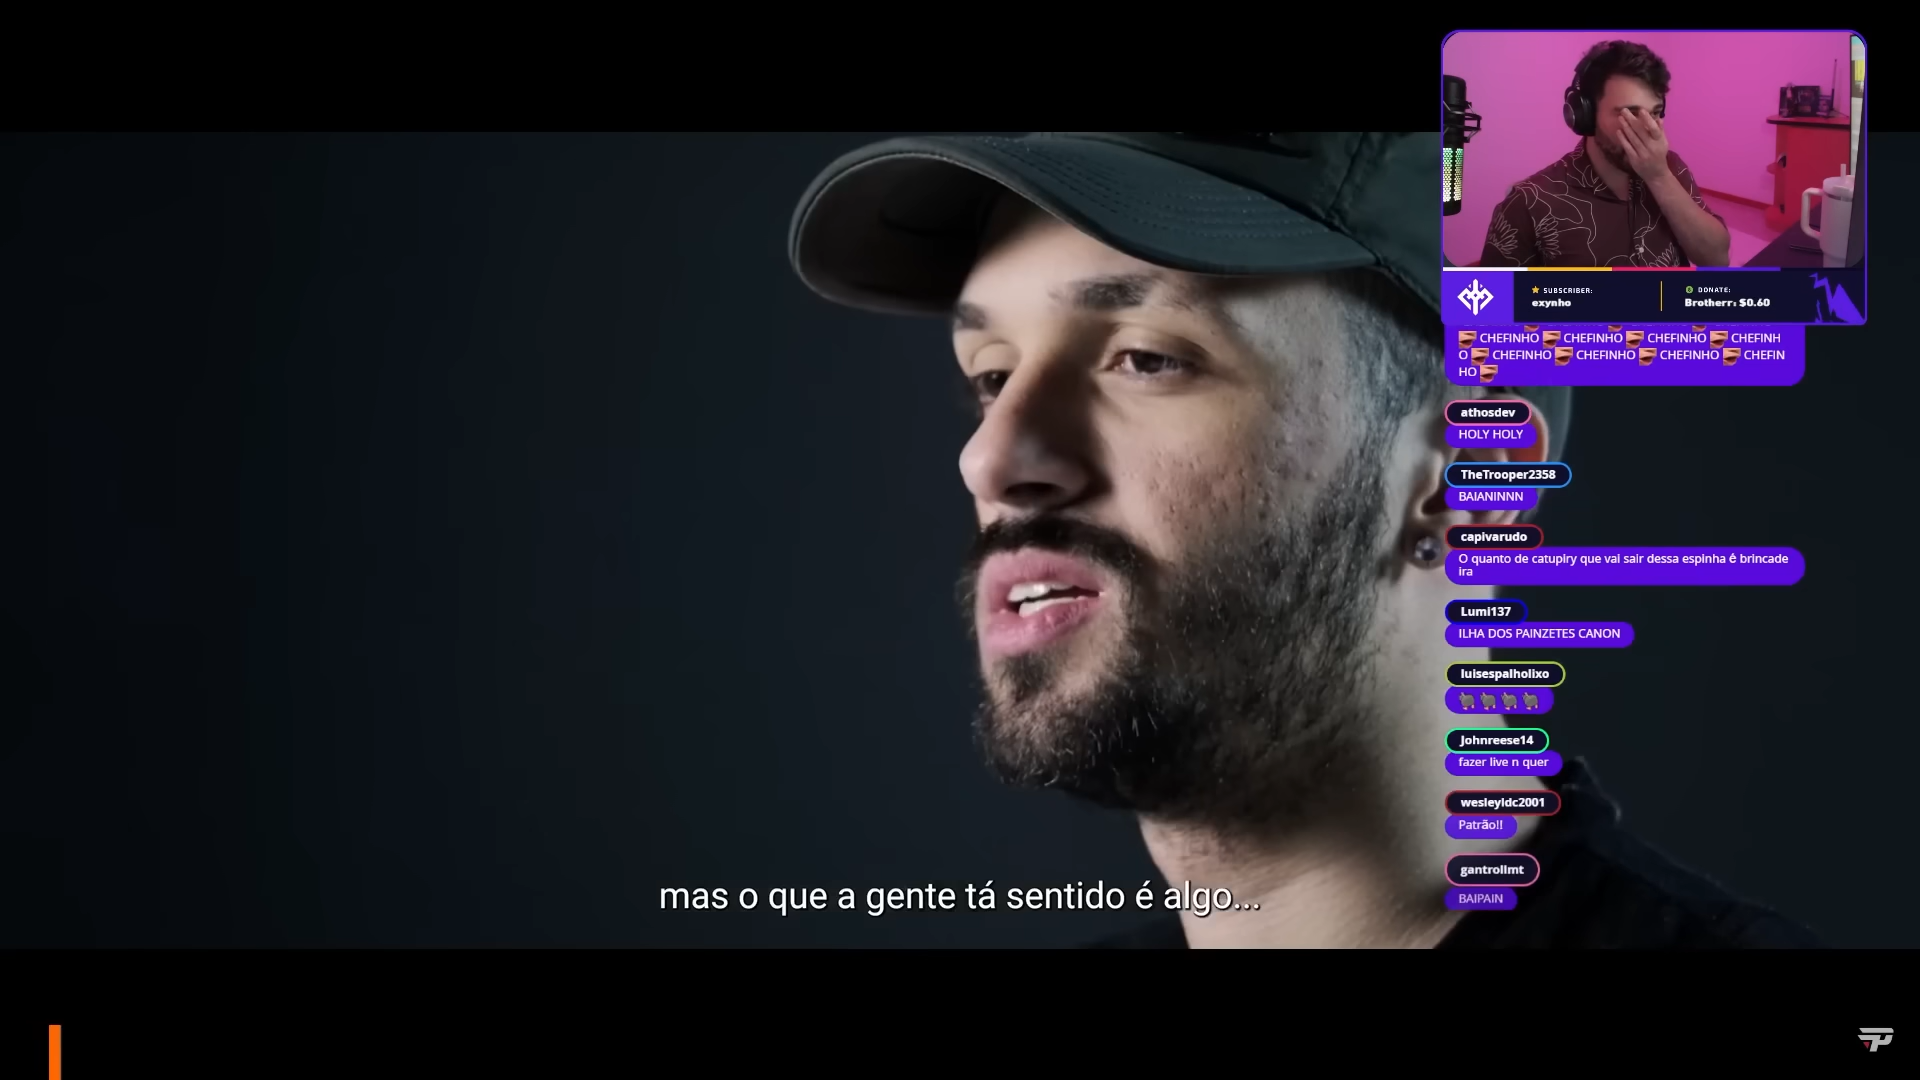 SUBSCRIBER:
exynho
DONATE:
Brotherr: $0.60
CHEFINHO CHEFINHO CHEFINHO CHEFINH
O CHEFINHO CHEFINHO CHEFINHO CHEFIN
HO
athosdev
HOLY HOLY
TheTrooper2358
BAIANINNN
capivarudo
O quanto de catupiry que vai sair dessa espinha é brincade
ira
Lumi137
ILHA DOS PAINZETES CANON
luisespalholixo
Johnreese14
fazer live n quer
wesleyldc2001
Patrão!!
gantrollmt
BAIPAIN
mas o que a gente tá sentido é algo...